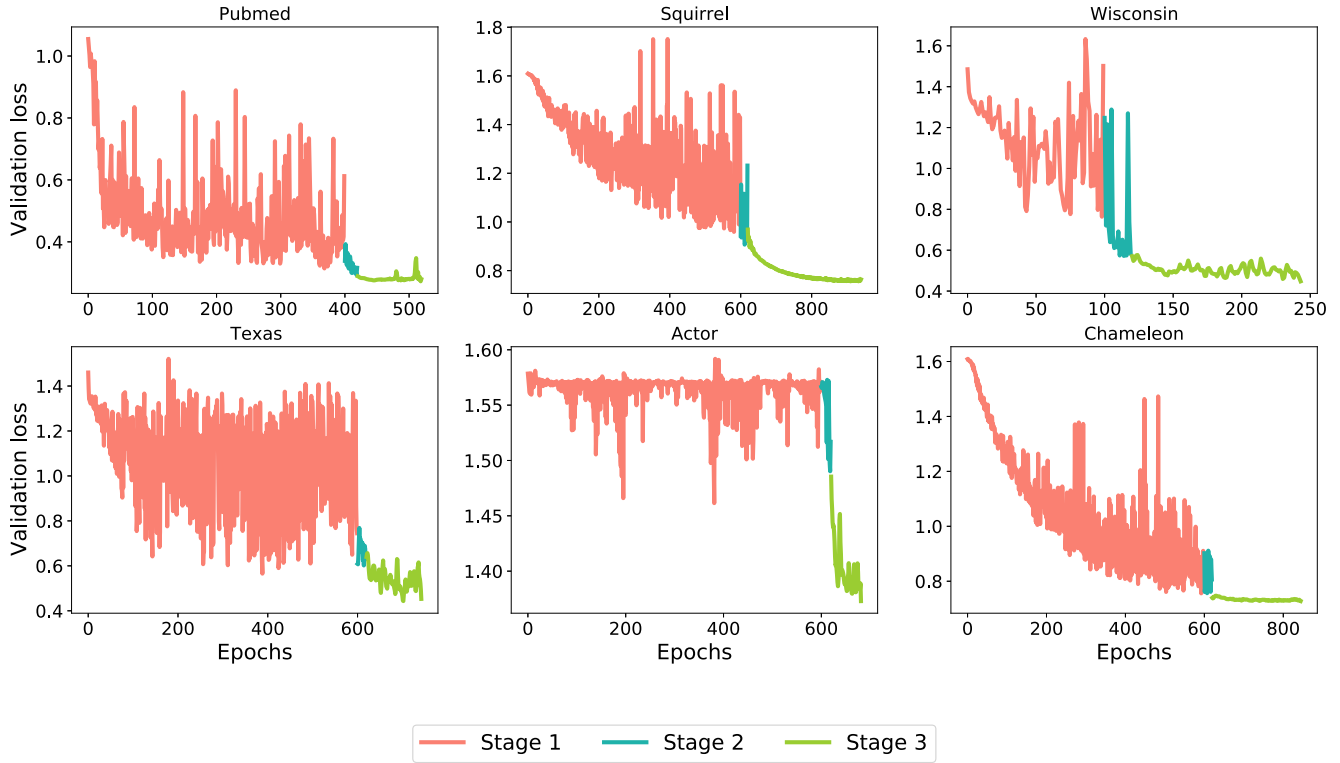 Pubmed
Squirrel
Wisconsin
Validation loss
1.0
0.8
0.6
0.4
0 100 200 300 400 500
1.8
1.6
1.4
1.2
1.0
0.8
0 200 400 600 800
1.6
1.4
1.2
1.0
0.8
0.6
0.4
0 50 100 150 200 250
Texas
Actor
Chameleon
Validation loss
1.4
1.2
1.0
0.8
0.6
0.4
0 200 400 600
Epochs
1.60
1.55
1.50
1.45
1.40
0 200 400 600
Epochs
1.6
1.4
1.2
1.0
0.8
0 200 400 600 800
Epochs
Stage 1 Stage 2 Stage 3